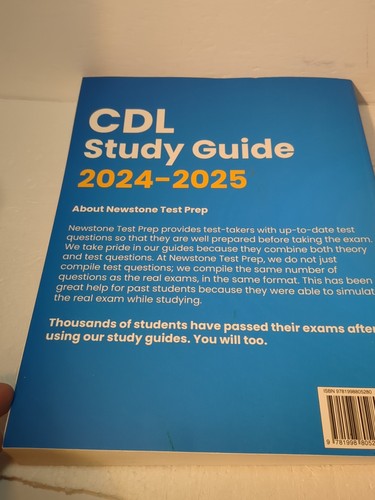 CDL
Study Guide
2024-2025
About Newstone Test Prep
Newstone Test Prep provides test-takers with up-to-date test
questions so that they are well prepared before taking the exam.
We take pride in our guides because they combine both theory
and test questions. At Newstone Test Prep, we do not just
compile test questions; we compile the same number of
questions as the real exams, in the same format. This has been
great help for past students because they were able to simulat
the real exam while studying.
Thousands of students have passed their exams after
using our study guides. You will too.
ISBN 9781998805280
9 781998 8052